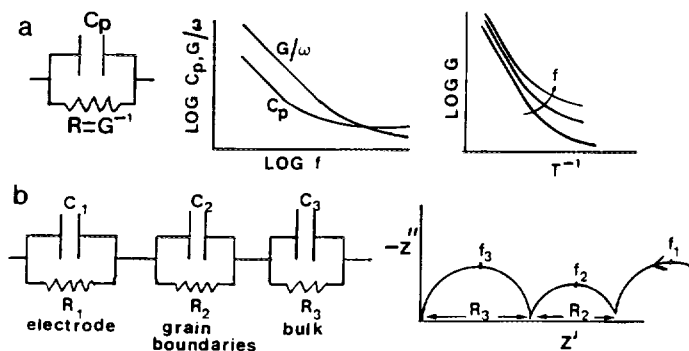 a
Cp
R=G⁻¹
LOG Cp, G/ω
G/ω
Cp
LOG f
LOG G
f
T⁻¹
b
C₁
C₂
C₃
R₁
R₂
R₃
electrode
grain
boundaries
bulk
-Z″
f₃
f₂
f₁
R₃
R₂
Z′